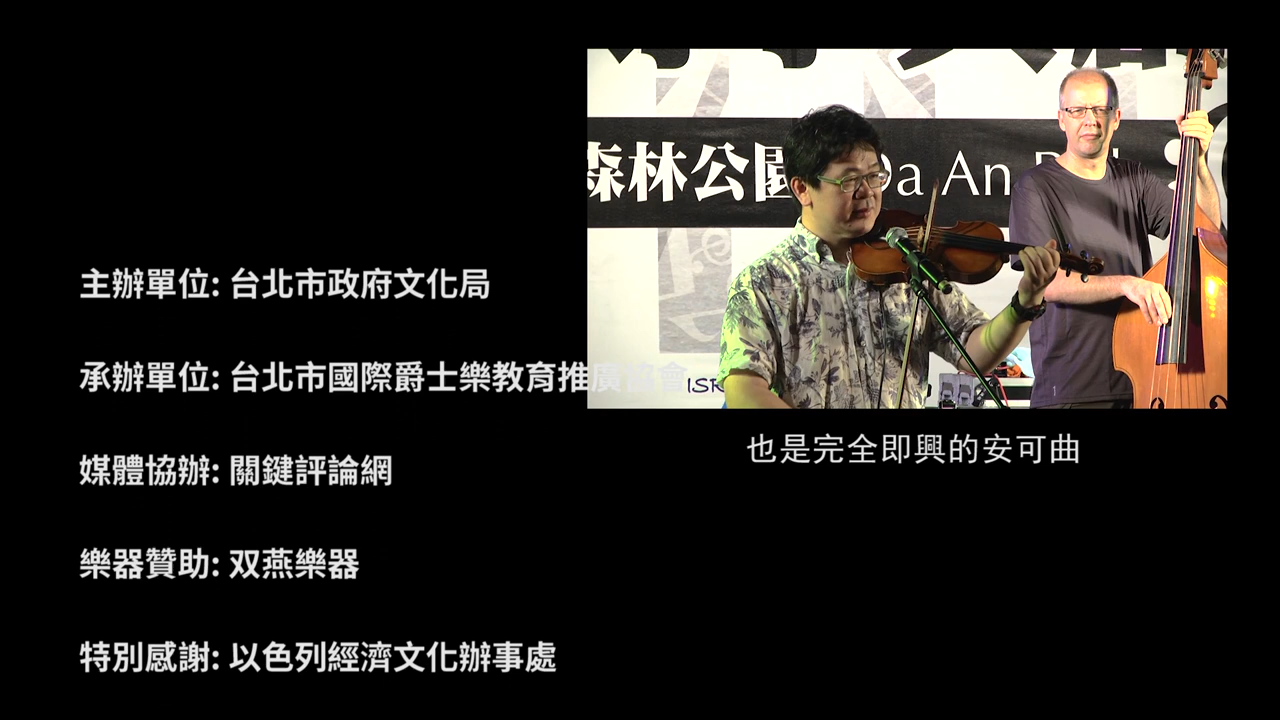 森林公園 Da An
主辦單位: 台北市政府文化局
承辦單位: 台北市國際爵士樂教育推廣協會
ISR
媒體協辦: 關鍵評論網
也是完全即興的安可曲
樂器贊助: 双燕樂器
特別感謝: 以色列經濟文化辦事處